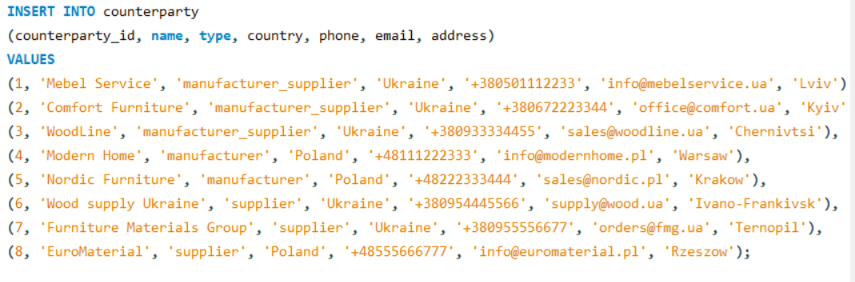 INSERT INTO counterparty
(counterparty_id, name, type, country, phone, email, address)
VALUES
(1, 'Mebel Service', 'manufacturer_supplier', 'Ukraine', '+380501112233', 'info@mebelservice.ua', 'Lviv')
(2, 'Comfort Furniture', 'manufacturer_supplier', 'Ukraine', '+380672223344', 'office@comfort.ua', 'Kyiv'
(3, 'WoodLine', 'manufacturer_supplier', 'Ukraine', '+380933334455', 'sales@woodline.ua', 'Chernivtsi'),
(4, 'Modern Home', 'manufacturer', 'Poland', '+48111222333', 'info@modernhome.pl', 'Warsaw'),
(5, 'Nordic Furniture', 'manufacturer', 'Poland', '+48222333444', 'sales@nordic.pl', 'Krakow'),
(6, 'Wood supply Ukraine', 'supplier', 'Ukraine', '+380954445566', 'supply@wood.ua', 'Ivano-Frankivsk'),
(7, 'Furniture Materials Group', 'supplier', 'Ukraine', '+380955556677', 'orders@fmg.ua', 'Ternopil'),
(8, 'EuroMaterial', 'supplier', 'Poland', '+48555666777', 'info@euromaterial.pl', 'Rzeszow');